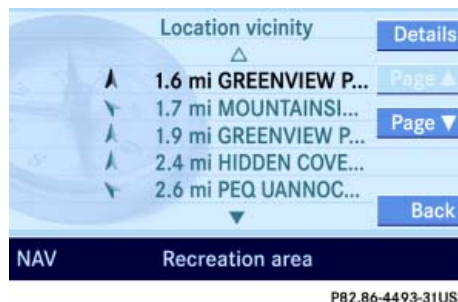 Location vicinity
Details
△
1.6 mi GREENVIEW P...
Page ▲
1.7 mi MOUNTAINSI...
1.9 mi GREENVIEW P...
Page ▼
2.4 mi HIDDEN COVE...
2.6 mi PEQ UANNOC...
▼
Back
NAV Recreation area
P82.86-4493-31US